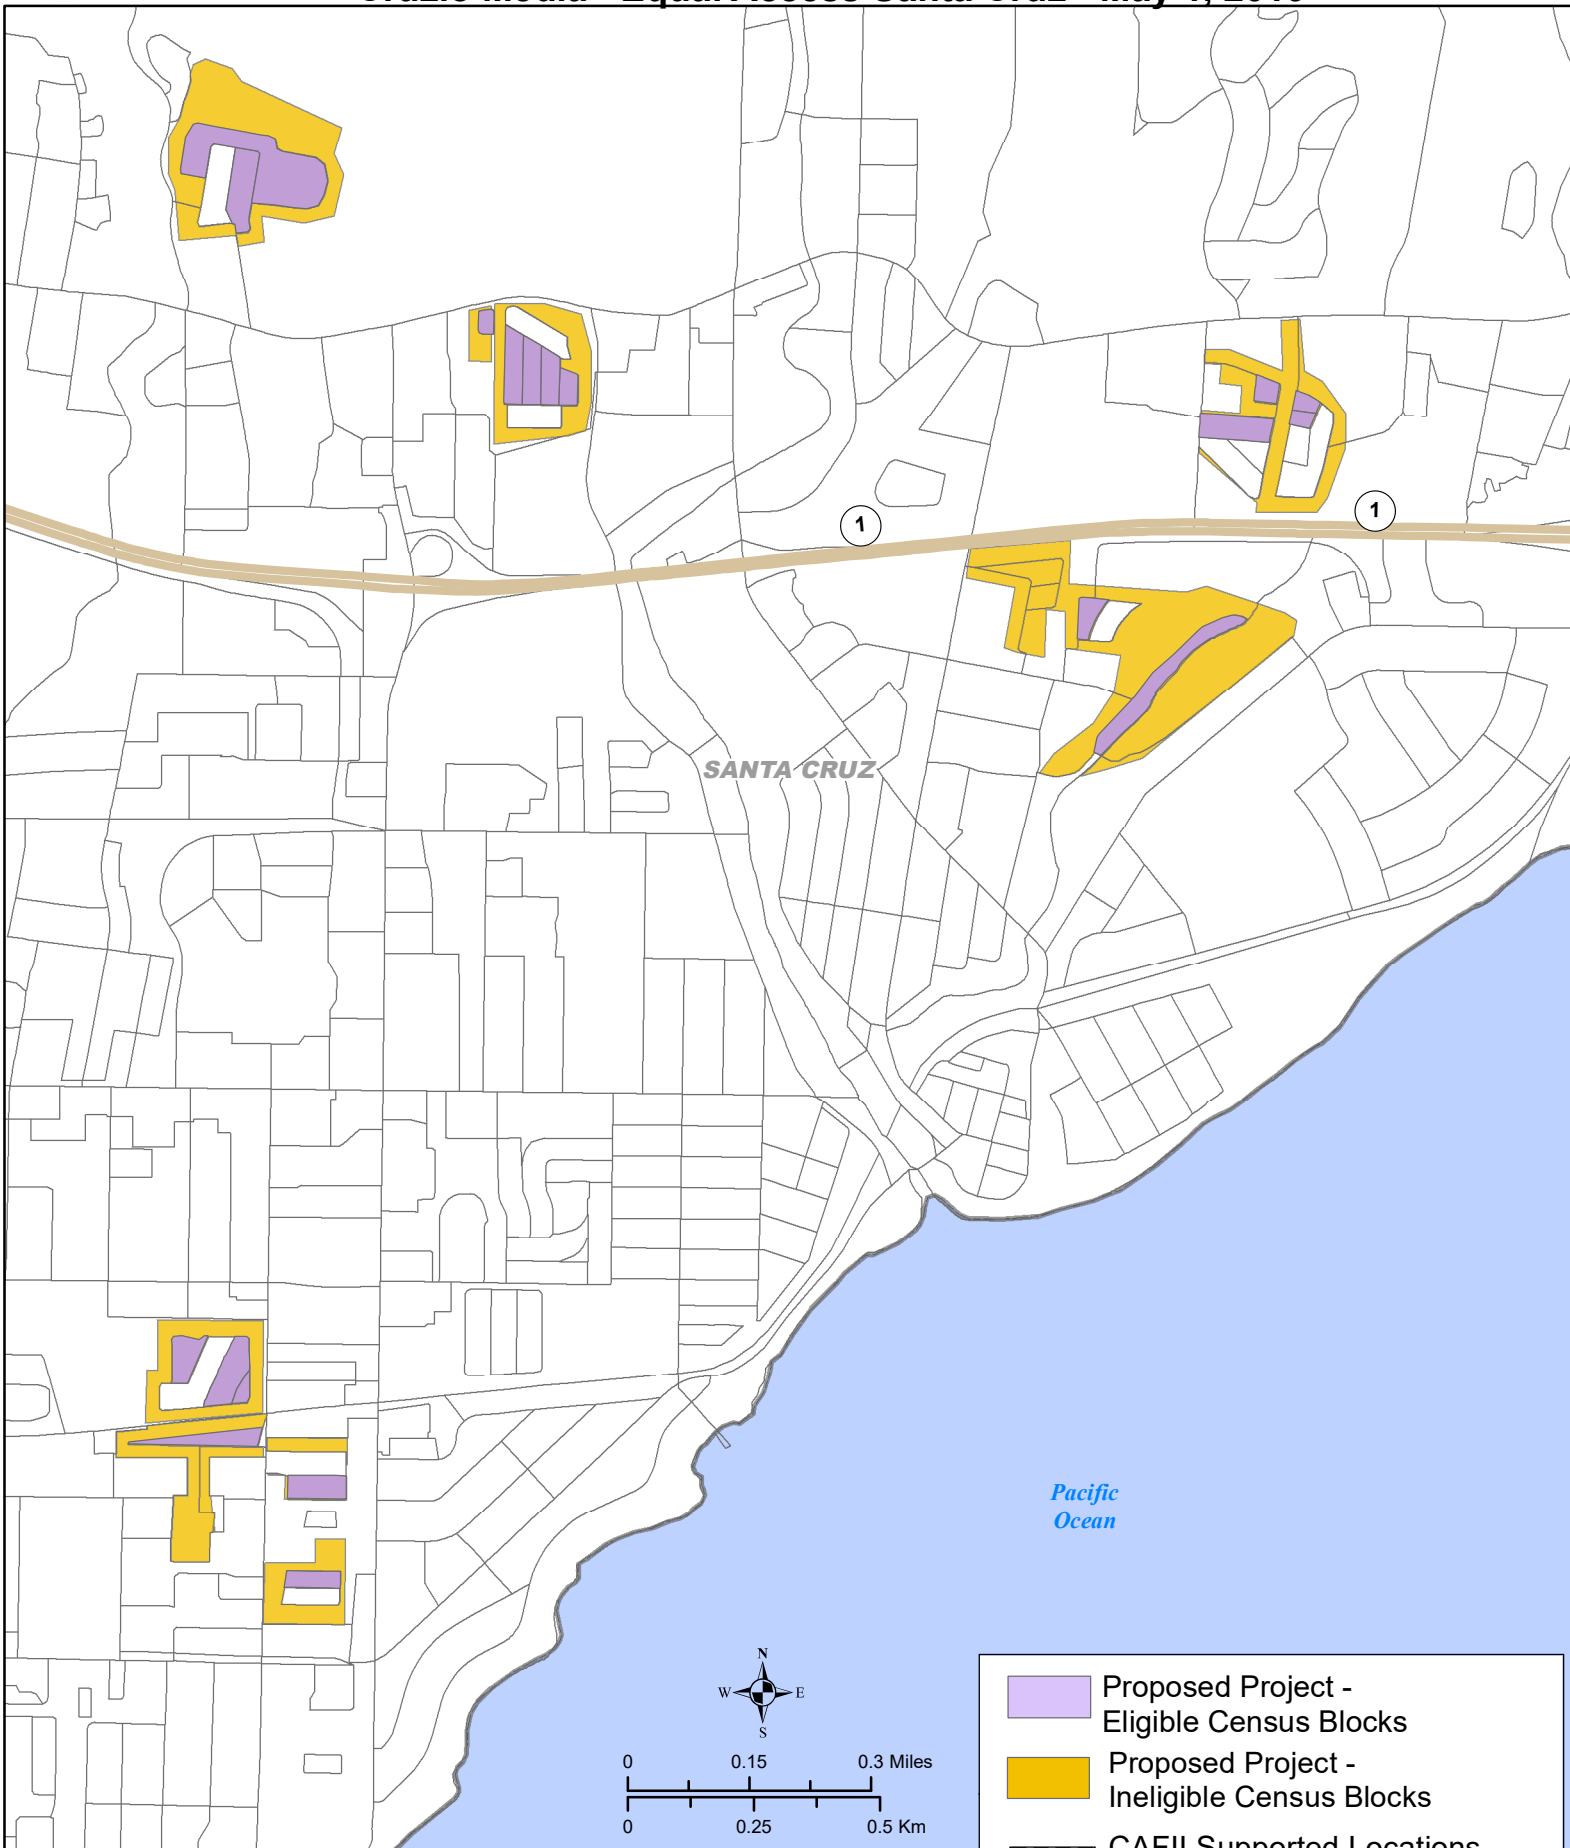 1
1
SANTA CRUZ
Pacific
Ocean
N
W E
S
0 0.15 0.3 Miles
0 0.25 0.5 Km
Proposed Project -
Eligible Census Blocks
Proposed Project -
Ineligible Census Blocks